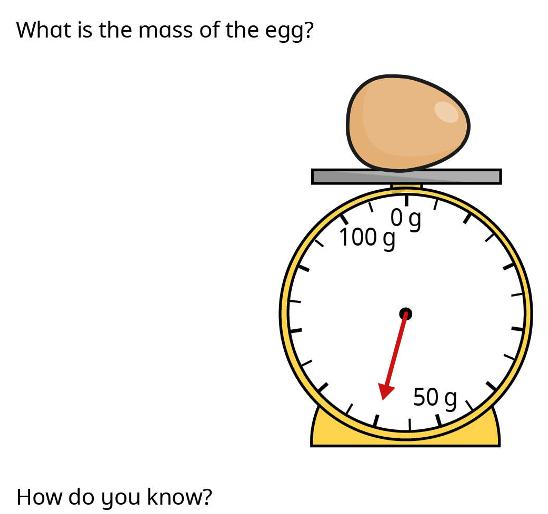 What is the mass of the egg?
0 g
100 g
50 g
How do you know?